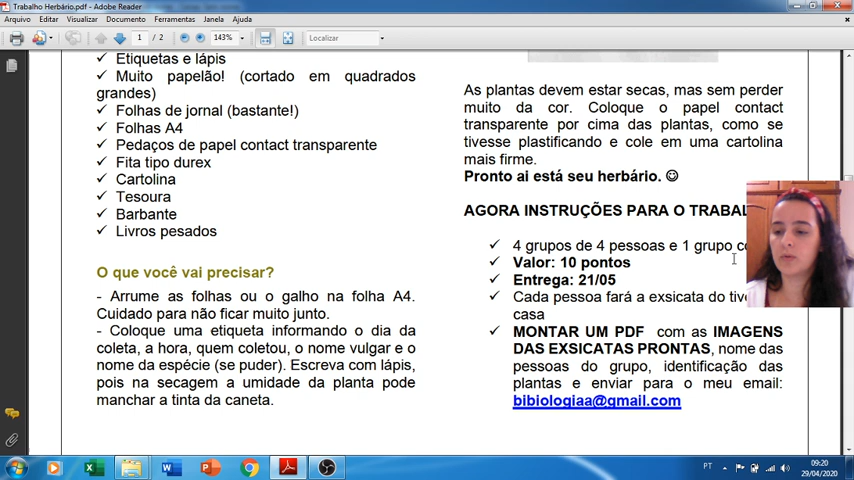 Trabalho Herbário.pdf - Adobe Reader
Arquivo Editar Visualizar Documento Ferramentas Janela Ajuda
1 / 2 143% Localizar
Etiquetas e lápis
Muito papelão! (cortado em quadrados
grandes)
Folhas de jornal (bastante!)
Folhas A4
Pedaços de papel contact transparente
Fita tipo durex
Cartolina
Tesoura
Barbante
Livros pesados
O que você vai precisar?
- Arrume as folhas ou o galho na folha A4.
Cuidado para não ficar muito junto.
- Coloque uma etiqueta informando o dia da
coleta, a hora, quem coletou, o nome vulgar e o
nome da espécie (se puder). Escreva com lápis,
pois na secagem a umidade da planta pode
manchar a tinta da caneta.
As plantas devem estar secas, mas sem perder
muito da cor. Coloque o papel contact
transparente por cima das plantas, como se
tivesse plastificando e cole em uma cartolina
mais firme.
Pronto ai está seu herbário. ☺
AGORA INSTRUÇÕES PARA O
4 grupos de 4 pessoas e 1 grupo
Valor: 10 pontos
Entrega: 21/05
Cada pessoa fará a exsicata do
casa
MONTAR UM PDF com as IMAGENS
DAS EXSICATAS PRONTAS, nome das
pessoas do grupo, identificação das
plantas e enviar para o meu email:
bibiologiaa@gmail.com
PT
09:20
29/04/2020